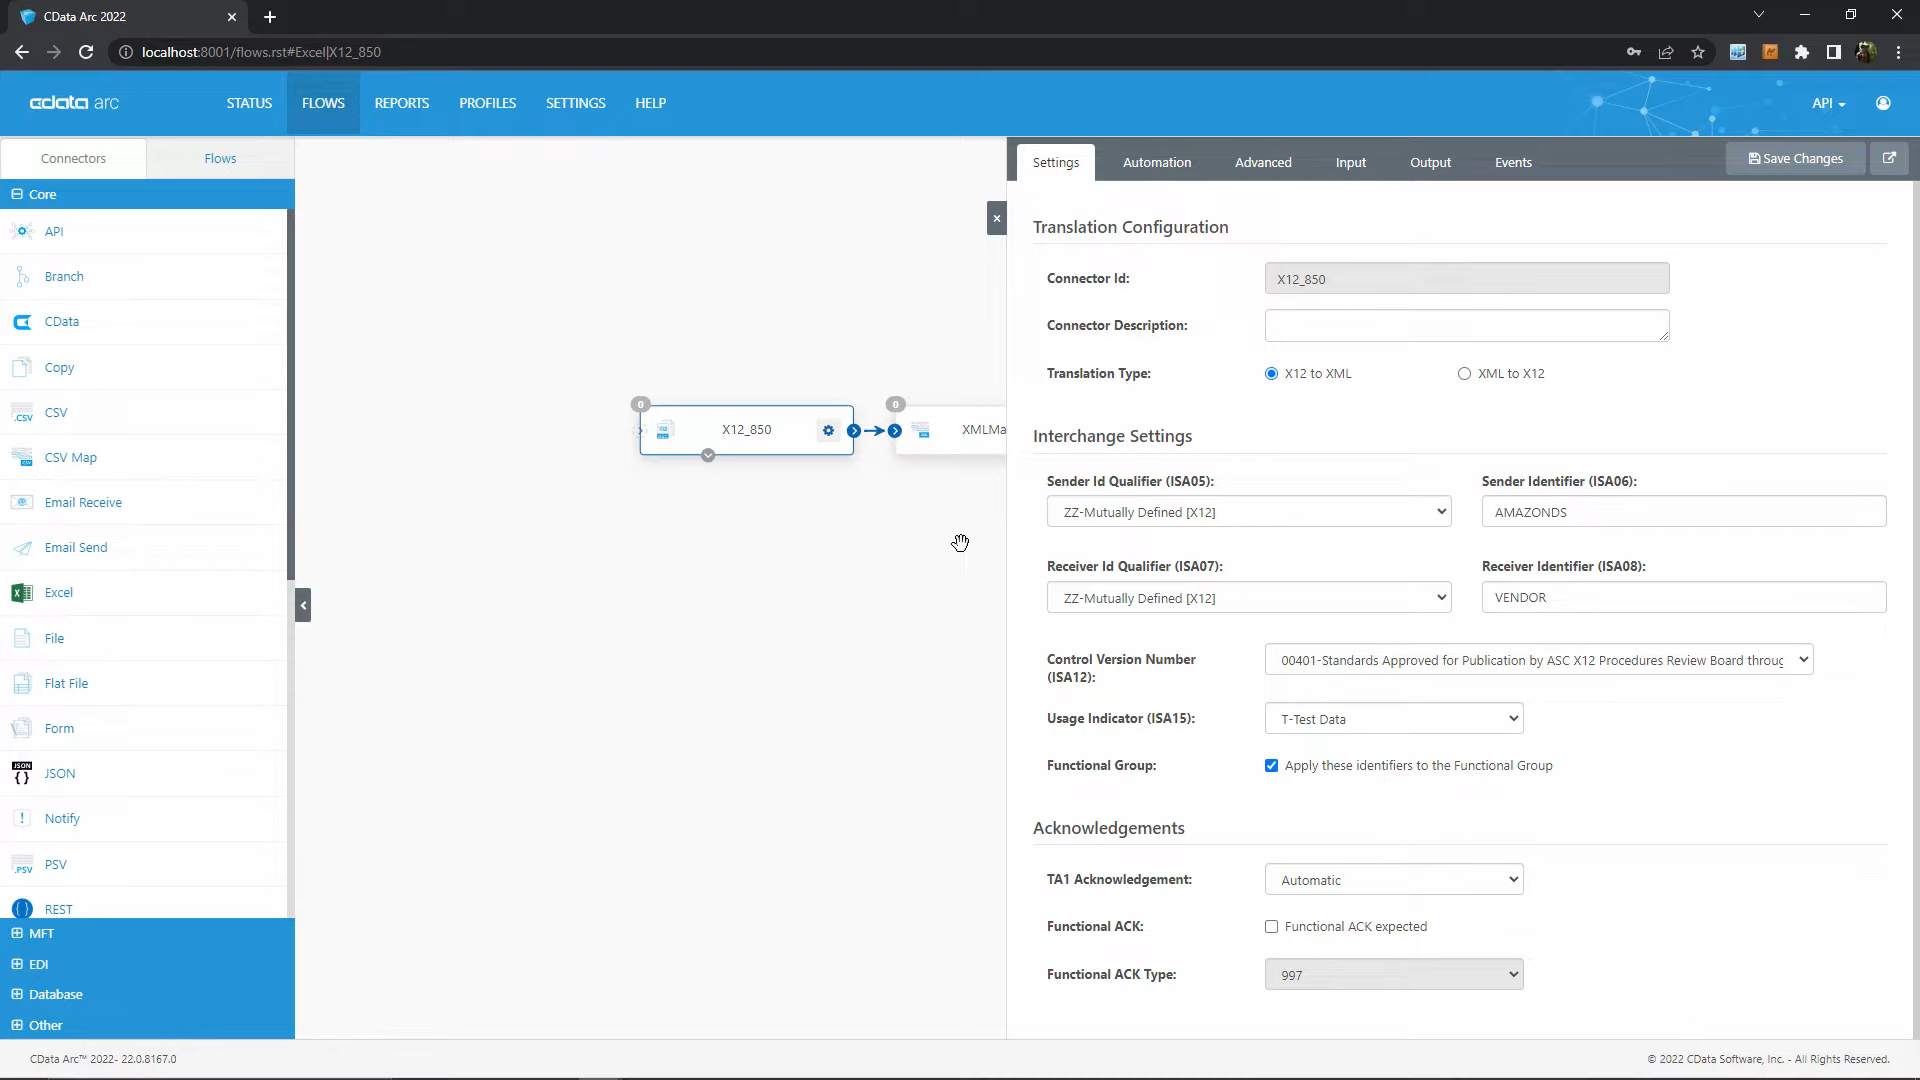 CData Arc 2022
localhost:8001/flows.rst#Excel|X12_850
cdata arc
STATUS
FLOWS
REPORTS
PROFILES
SETTINGS
HELP
API
Connectors
Flows
Settings
Automation
Advanced
Input
Output
Events
Save Changes
Core
API
Branch
CData
Copy
CSV
CSV Map
Email Receive
Email Send
Excel
File
Flat File
Form
JSON
Notify
PSV
REST
MFT
EDI
Database
Other
0
X12_850
0
XMLMa
Translation Configuration
Connector Id:
X12_850
Connector Description:
Translation Type:
X12 to XML
XML to X12
Interchange Settings
Sender Id Qualifier (ISA05):
Sender Identifier (ISA06):
ZZ-Mutually Defined [X12]
AMAZONDS
Receiver Id Qualifier (ISA07):
Receiver Identifier (ISA08):
ZZ-Mutually Defined [X12]
VENDOR
Control Version Number
(ISA12):
00401-Standards Approved for Publication by ASC X12 Procedures Review Board throug
Usage Indicator (ISA15):
T-Test Data
Functional Group:
Apply these identifiers to the Functional Group
Acknowledgements
TA1 Acknowledgement:
Automatic
Functional ACK:
Functional ACK expected
Functional ACK Type:
997
CData Arc™ 2022- 22.0.8167.0
© 2022 CData Software, Inc. - All Rights Reserved.